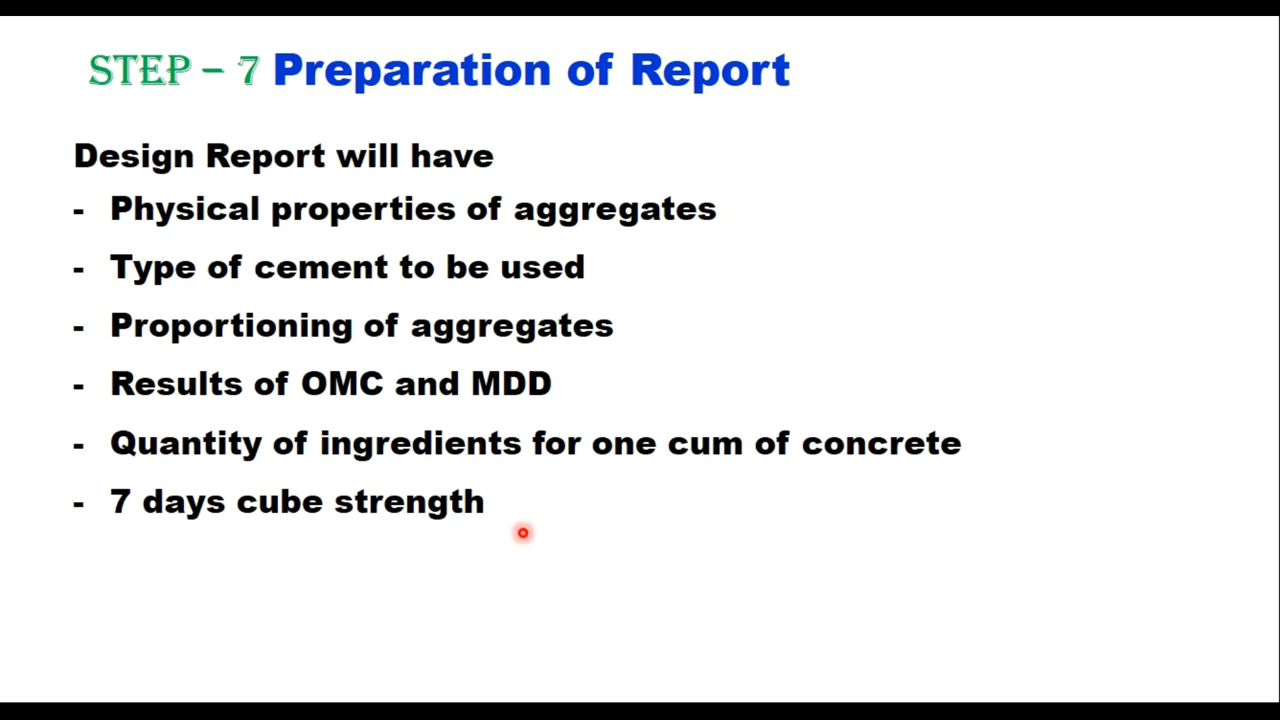 STEP – 7 Preparation of Report
Design Report will have
- Physical properties of aggregates
- Type of cement to be used
- Proportioning of aggregates
- Results of OMC and MDD
- Quantity of ingredients for one cum of concrete
- 7 days cube strength